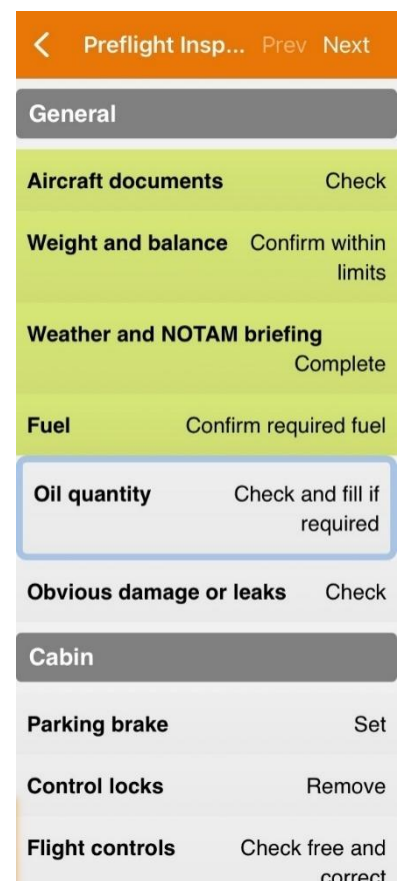 Preflight Insp... Prev Next
General
Aircraft documents Check
Weight and balance Confirm within
limits
Weather and NOTAM briefing
Complete
Fuel Confirm required fuel
Oil quantity Check and fill if
required
Obvious damage or leaks Check
Cabin
Parking brake Set
Control locks Remove
Flight controls Check free and
correct